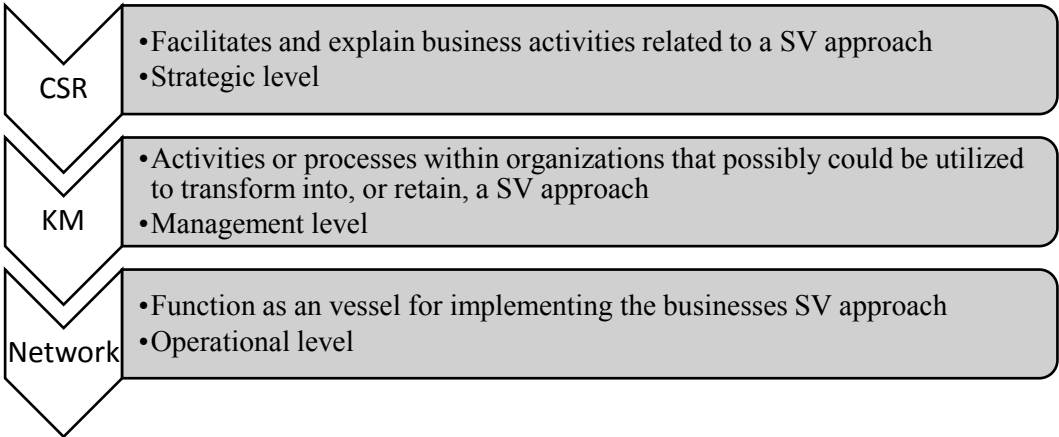 CSR
•Facilitates and explain business activities related to a SV approach
•Strategic level
KM
•Activities or processes within organizations that possibly could be utilized
to transform into, or retain, a SV approach
•Management level
Network
•Function as an vessel for implementing the businesses SV approach
•Operational level